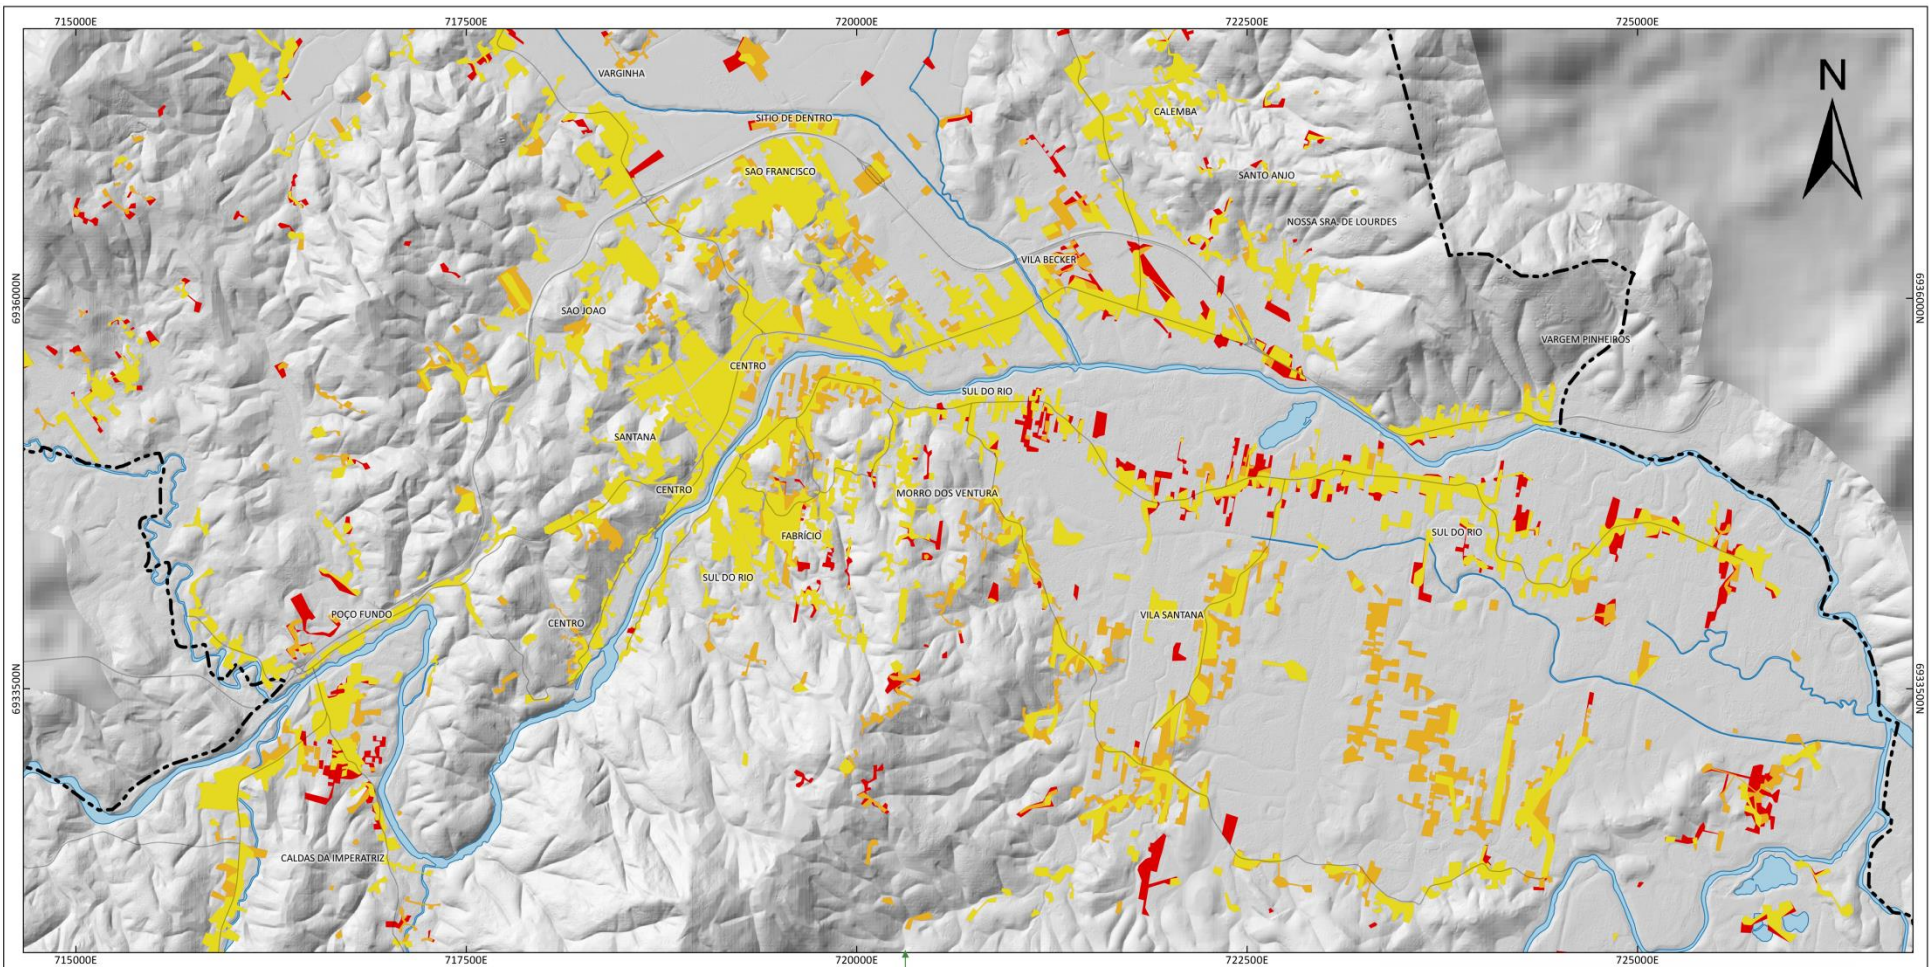 715000E
717500E
720000E
722500E
725000E
N
VARGINHA
CALEMBA
SITIO DE DENTRO
SAO FRANCISCO
SANTO ANJO
NOSSA SRA. DE LOURDES
VILA BECKER
6936000N
6936000N
SAO JOAO
VARGEM PINHEIROS
CENTRO
SUL DO RIO
SANTANA
CENTRO
MORRO DOS VENTURA
FABRÍCIO
SUL DO RIO
SUL DO RIO
POÇO FUNDO
CENTRO
VILA SANTANA
6933500N
6933500N
CALDAS DA IMPERATRIZ
715000E
717500E
720000E
722500E
725000E